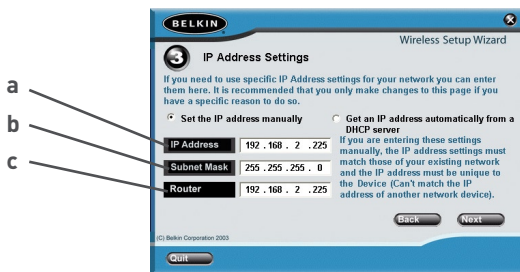 BELKIN
Wireless Setup Wizard
3 IP Address Settings
If you need to use specific IP Address settings for your network you can enter
them here. It is recommended that you only make changes to this page if you
have a specific reason to do so.
Set the IP address manually
Get an IP address automatically from a
DHCP server
a
IP Address 192 . 168 . 2 . 225
b
Subnet Mask 255 . 255 . 255 . 0
c
Router 192 . 168 . 2 . 225
If you are entering these settings
manually, the IP address settings must
match those of your existing network
and the IP address must be unique to
the Device (Can't match the IP
address of another network device).
Back Next
(C) Belkin Corporation 2003
Quit